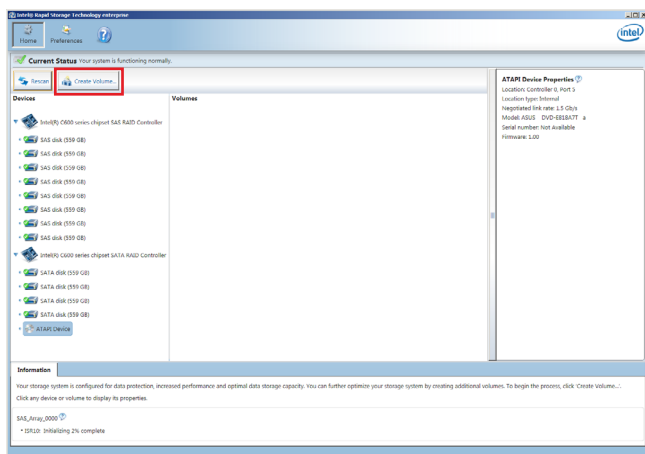 Intel® Rapid Storage Technology enterprise
Home
Preferences
intel
Current Status Your system is functioning normally.
Rescan
Create Volume...
Devices
Volumes
Intel(R) C600 series chipset SAS RAID Controller
SAS disk (559 GB)
SAS disk (559 GB)
SAS disk (559 GB)
SAS disk (559 GB)
SAS disk (559 GB)
SAS disk (559 GB)
SAS disk (559 GB)
SAS disk (559 GB)
Intel(R) C600 series chipset SATA RAID Controller
SATA disk (559 GB)
SATA disk (559 GB)
SATA disk (559 GB)
SATA disk (559 GB)
ATAPI Device
ATAPI Device Properties
Location: Controller 0, Port 5
Location type: Internal
Negotiated link rate: 1.5 Gb/s
Model: ASUS DVD-E818A7T a
Serial number: Not Available
Firmware: 1.00
Information
Your storage system is configured for data protection, increased performance and optimal data storage capacity. You can further optimize your storage system by creating additional volumes. To begin the process, click 'Create Volume...'.
Click any device or volume to display its properties.
SAS_Array_0000
• ISR10: Initializing 2% complete